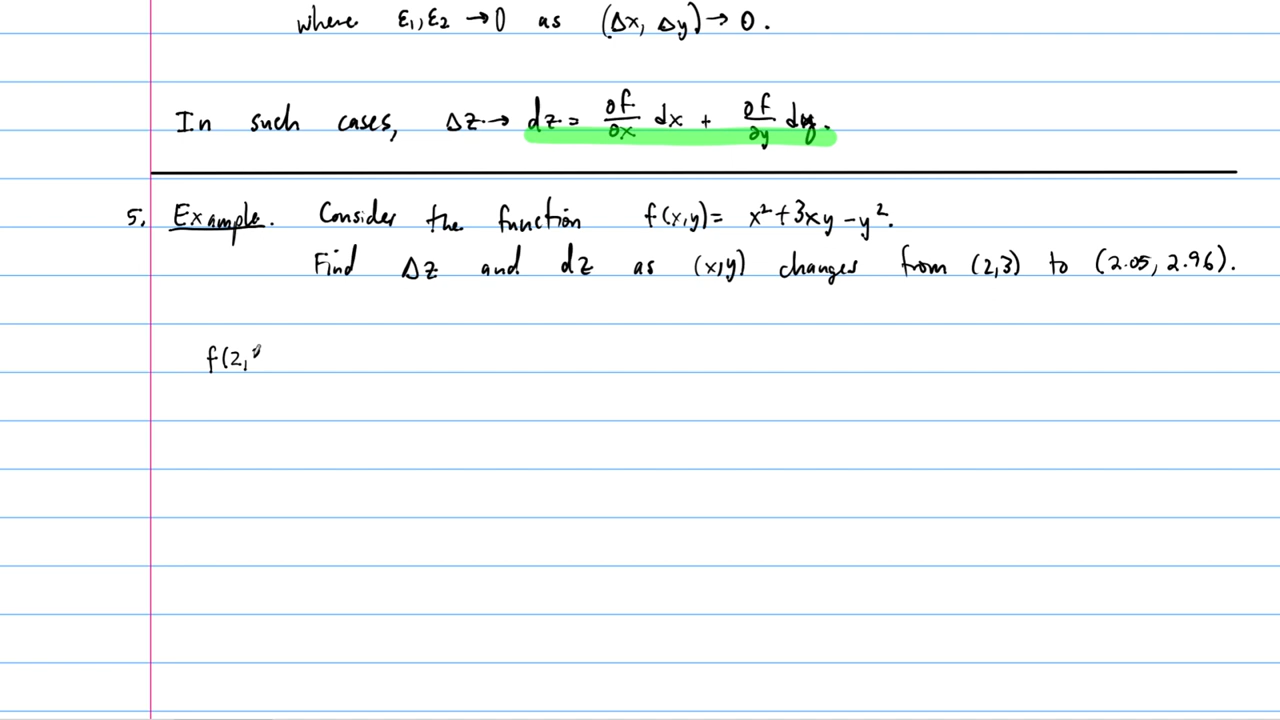 where ε₁,ε₂ → 0 as (Δx, Δy) → 0.
In such cases, Δz → dz = ∂f/∂x dx + ∂f/∂y dy.
5. Example. Consider the function f(x,y) = x² + 3xy - y².
Find Δz and dz as (x,y) changes from (2,3) to (2.05, 2.96).
f(2,